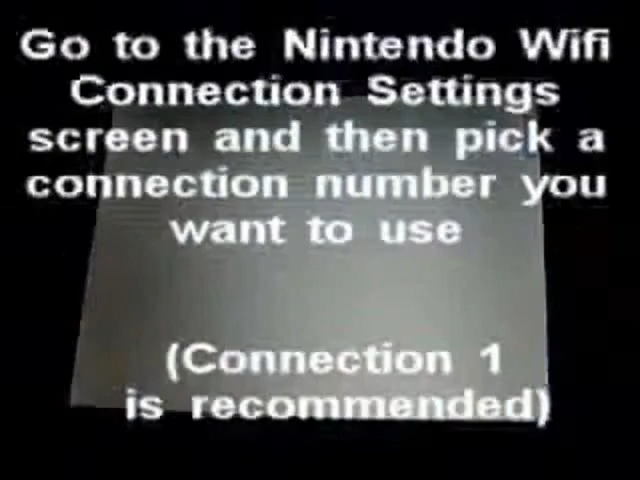 Go to the Nintendo Wifi
Connection Settings
screen and then pick a
connection number you
want to use
(Connection 1
is recommended)